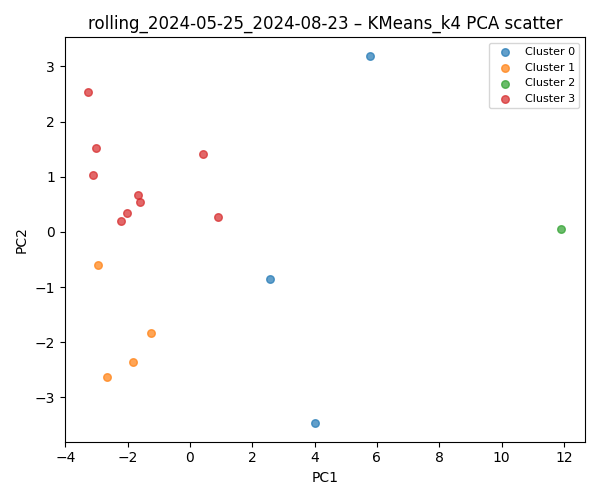 rolling_2024-05-25_2024-08-23 – KMeans_k4 PCA scatter
Cluster 0
Cluster 1
Cluster 2
Cluster 3
PC2
3
2
1
0
−1
−2
−3
−4
−2
0
2
4
6
8
10
12
PC1